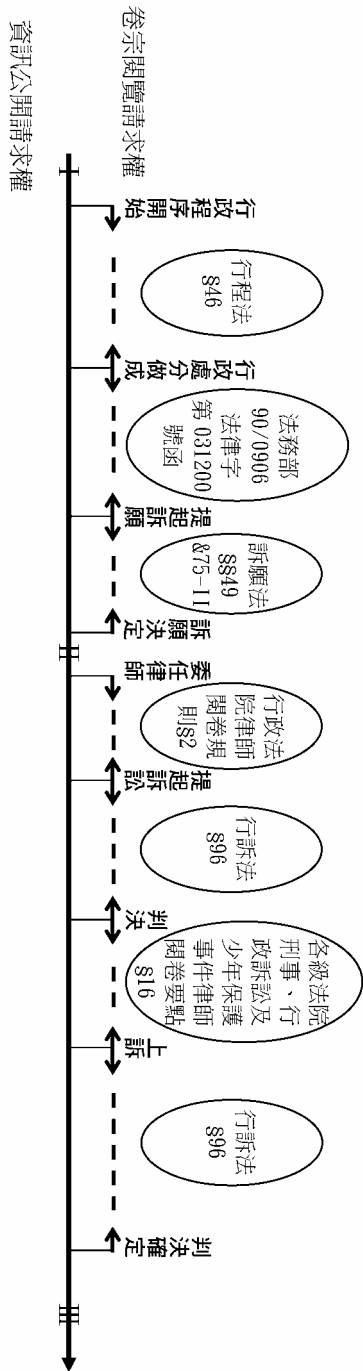 卷宗閱覽請求權
資訊公開請求權
行政程序開始
行程法
§46
行政處分做成
法務部
90/0906
法律字
第 031200
號函
提起訴願
訴願法
§§49
&75-II
訴願決定
委任律師
行政法
院律師
閱卷規
則§2
提起訴訟
行訴法
§96
判決
各級法院
刑事、行
政訴訟及
少年保護
事件律師
閱卷要點
§16
上訴
行訴法
§96
判決確定
I
II
III